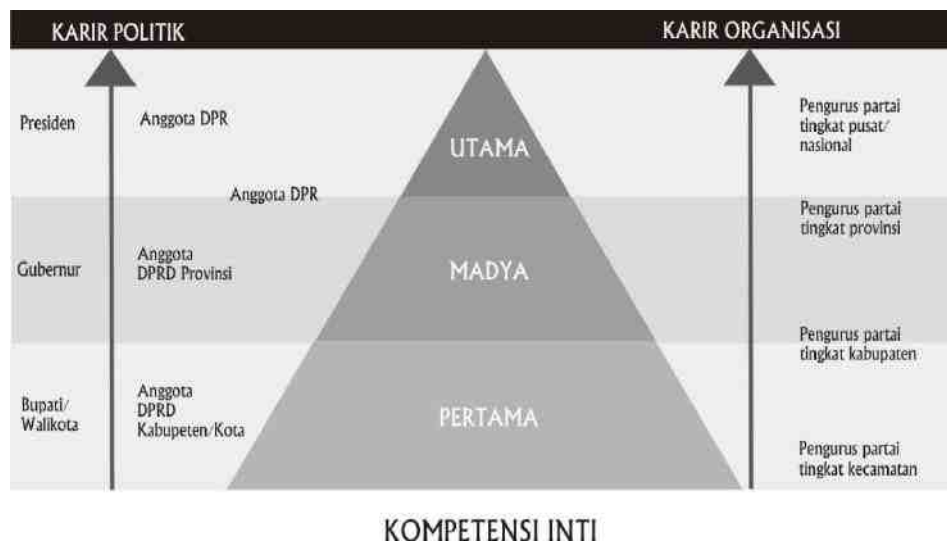 KARIR POLITIK
KARIR ORGANISASI
Presiden
Anggota DPR
UTAMA
Pengurus partai
tingkat pusat/
nasional
Anggota DPR
Pengurus partai
tingkat provinsi
Gubernur
Anggota
DPRD Provinsi
MADYA
Pengurus partai
tingkat kabupaten
Bupati/
Walikota
Anggota
DPRD
Kabupeten/Kota
PERTAMA
Pengurus partai
tingkat kecamatan
KOMPETENSI INTI